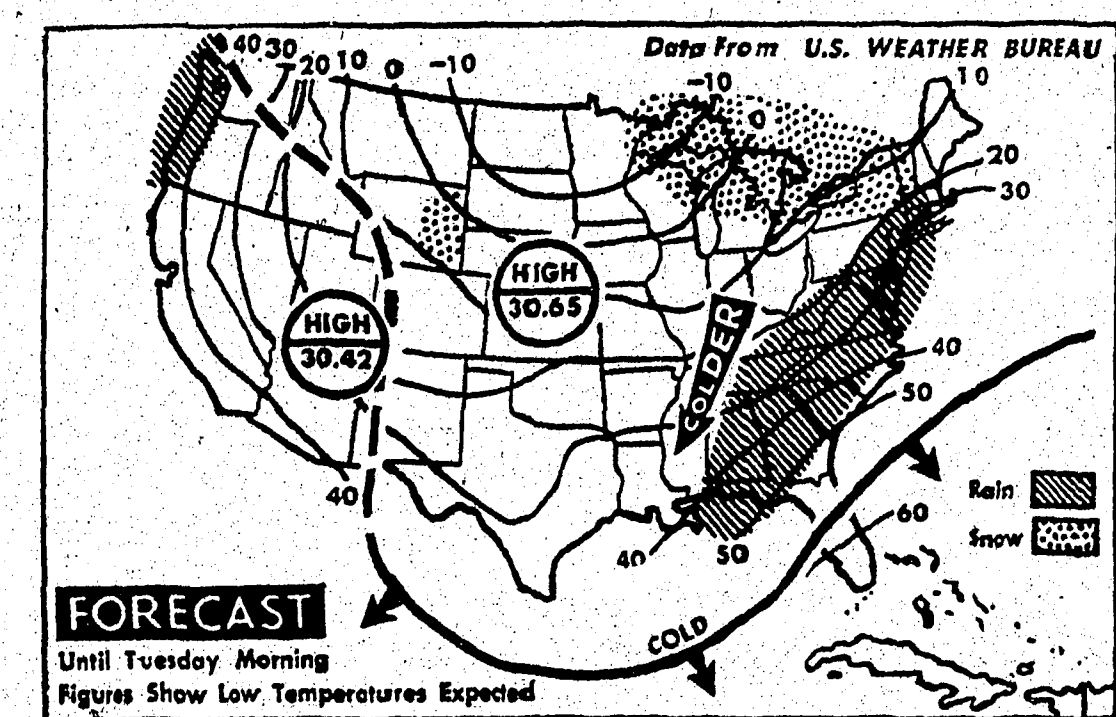 Data From U.S. WEATHER BUREAU
40 30 20 10 0 -10
-10
0
10
20
30
HIGH
30.65
HIGH
30.42
COLDER
40
50
40
60
40
50
Rain
Snow
COLD
FORECAST
Until Tuesday Morning
Figures Show Low Temperatures Expected